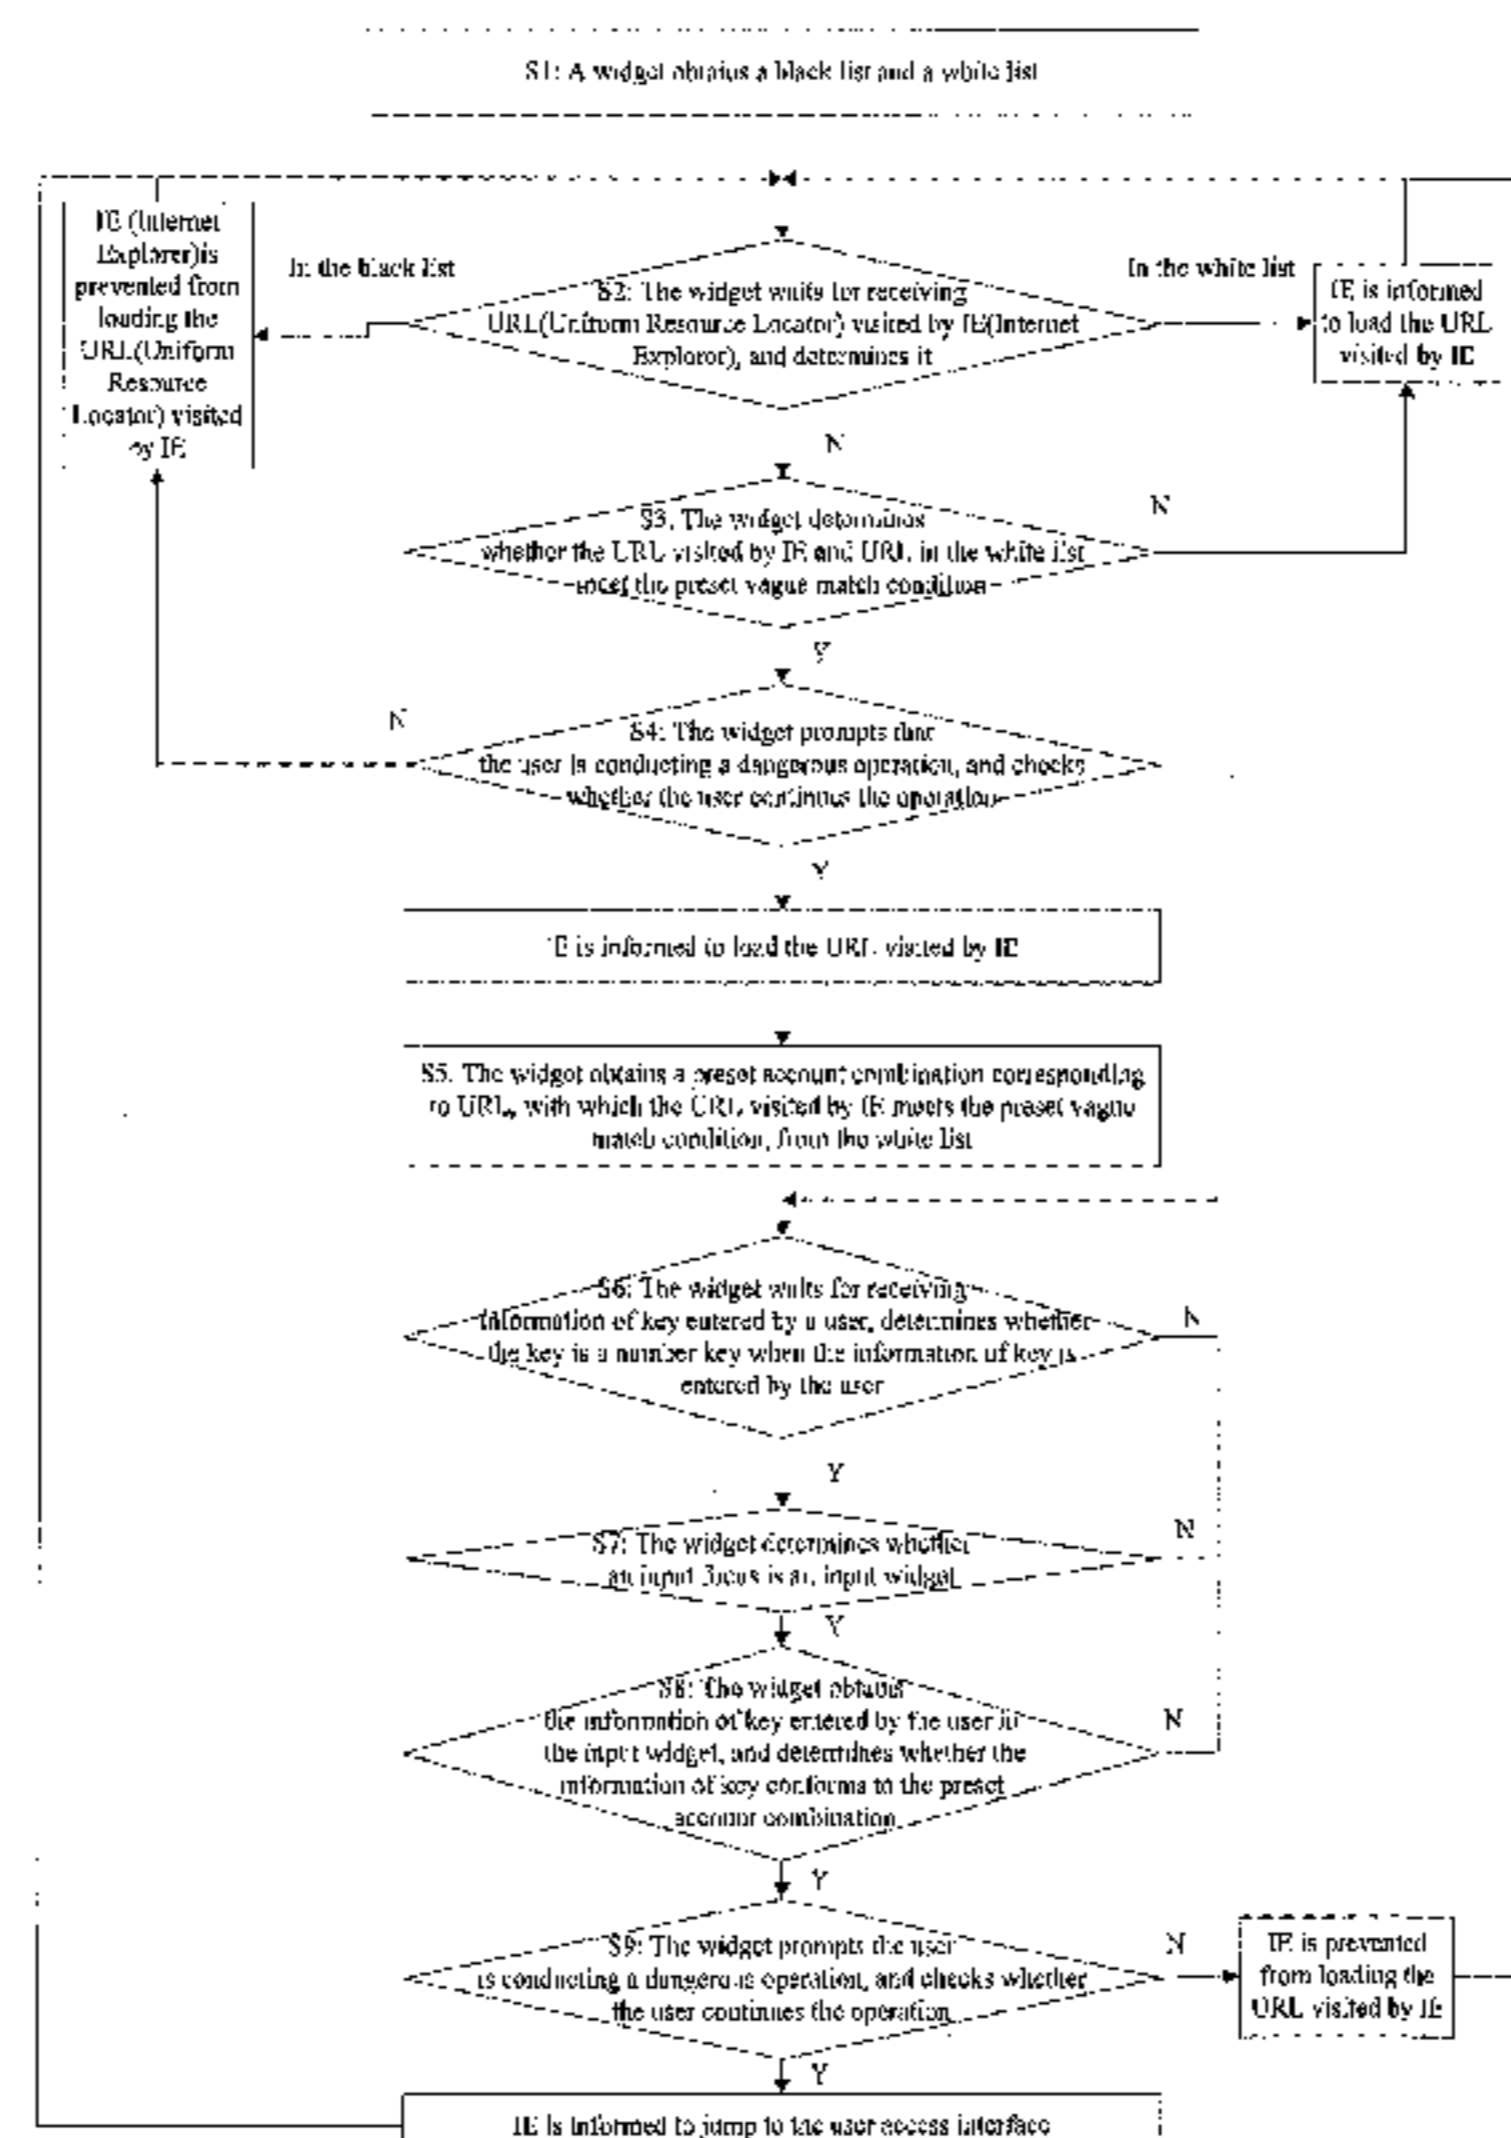 S1: A widget obtains a black list and a white list
IE (Internet
Explorer)is
prevented from
loading the
URL(Uniform
Resource
Locator) visited
by IE
In the black list
S2: The widget waits for receiving
URL(Uniform Resource Locator) visited by IE(Internet
Explorer), and determines it
In the white list
IE is informed
to load the URL
visited by IE
N
S3. The widget determines
whether the URL visited by IE and URL in the white list
meet the preset vague match condition
N
Y
S4: The widget prompts that
the user is conducting a dangerous operation, and checks
whether the user continues the operation
N
Y
IE is informed to load the URL visited by IE
S5. The widget obtains a preset account combination corresponding
to URL, with which the URL visited by IE meets the preset vague
match condition, from the white list
S6: The widget waits for receiving
information of key entered by a user, determines whether
the key is a number key when the information of key is
entered by the user
N
Y
S7: The widget determines whether
an input focus is an input widget
N
Y
S8: The widget obtains
the information of key entered by the user in
the input widget, and determines whether the
information of key conforms to the preset
account combination
N
Y
S9: The widget prompts the user
is conducting a dangerous operation, and checks whether
the user continues the operation
N
IE is prevented
from loading the
URL visited by IE
Y
IE is informed to jump to the user access interface